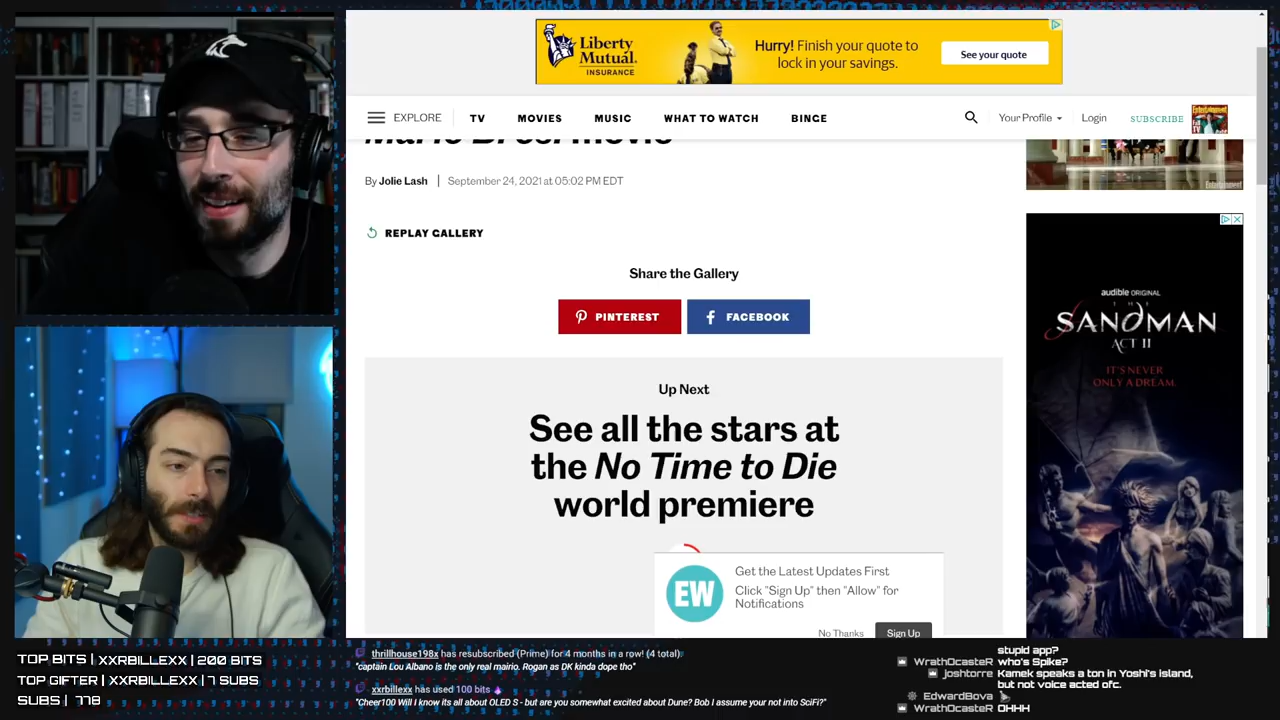 Liberty
Mutual.
INSURANCE
Hurry! Finish your quote to
lock in your savings.
See your quote
EXPLORE
TV
MOVIES
MUSIC
WHAT TO WATCH
BINGE
Your Profile
Login
SUBSCRIBE
Mario Bros. movie
By Jolie Lash | September 24, 2021 at 05:02 PM EDT
REPLAY GALLERY
Share the Gallery
PINTEREST
FACEBOOK
Up Next
See all the stars at
the No Time to Die
world premiere
EW
Get the Latest Updates First
Click "Sign Up" then "Allow" for
Notifications
No Thanks
Sign Up
audible ORIGINAL
THE
SANDMAN
ACT II
IT'S NEVER
ONLY A DREAM.
TOP BITS | XXRBILLEXX | 200 BITS
TOP GIFTER | XXRBILLEXX | 7 SUBS
SUBS | 778
thrillhouse198x has resubscribed (Prime) for 4 months in a row! (4 total).
"captain Lou Albano is the only real mairio. Rogan as DK kinda dope tho"
xxrbillexx has used 100 bits
"Cheer100 Will I know its all about OLED S - but are you somewhat excited about Dune? Bob I assume your not into SciFi?"
stupid app?
WrathOcasteR who's Spike?
joshtorre Kamek speaks a ton in Yoshi's island,
but not voice acted ofc.
EdwardBova
WrathOcasteR OHHH